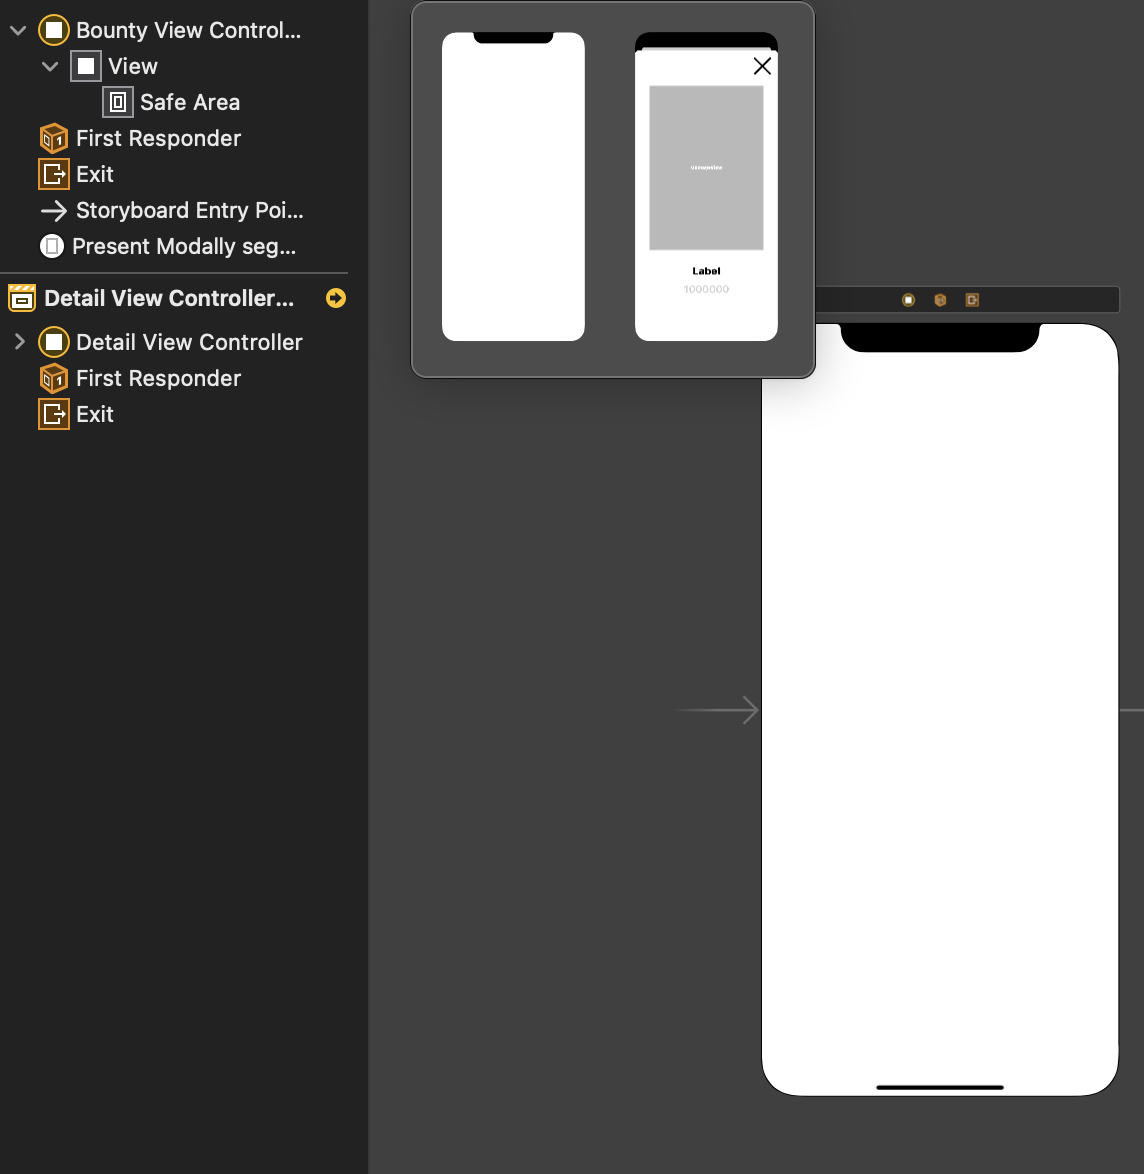 Bounty View Control...
View
Safe Area
First Responder
Exit
Storyboard Entry Poi...
Present Modally seg...
Detail View Controller...
Detail View Controller
First Responder
Exit
Label
1000000